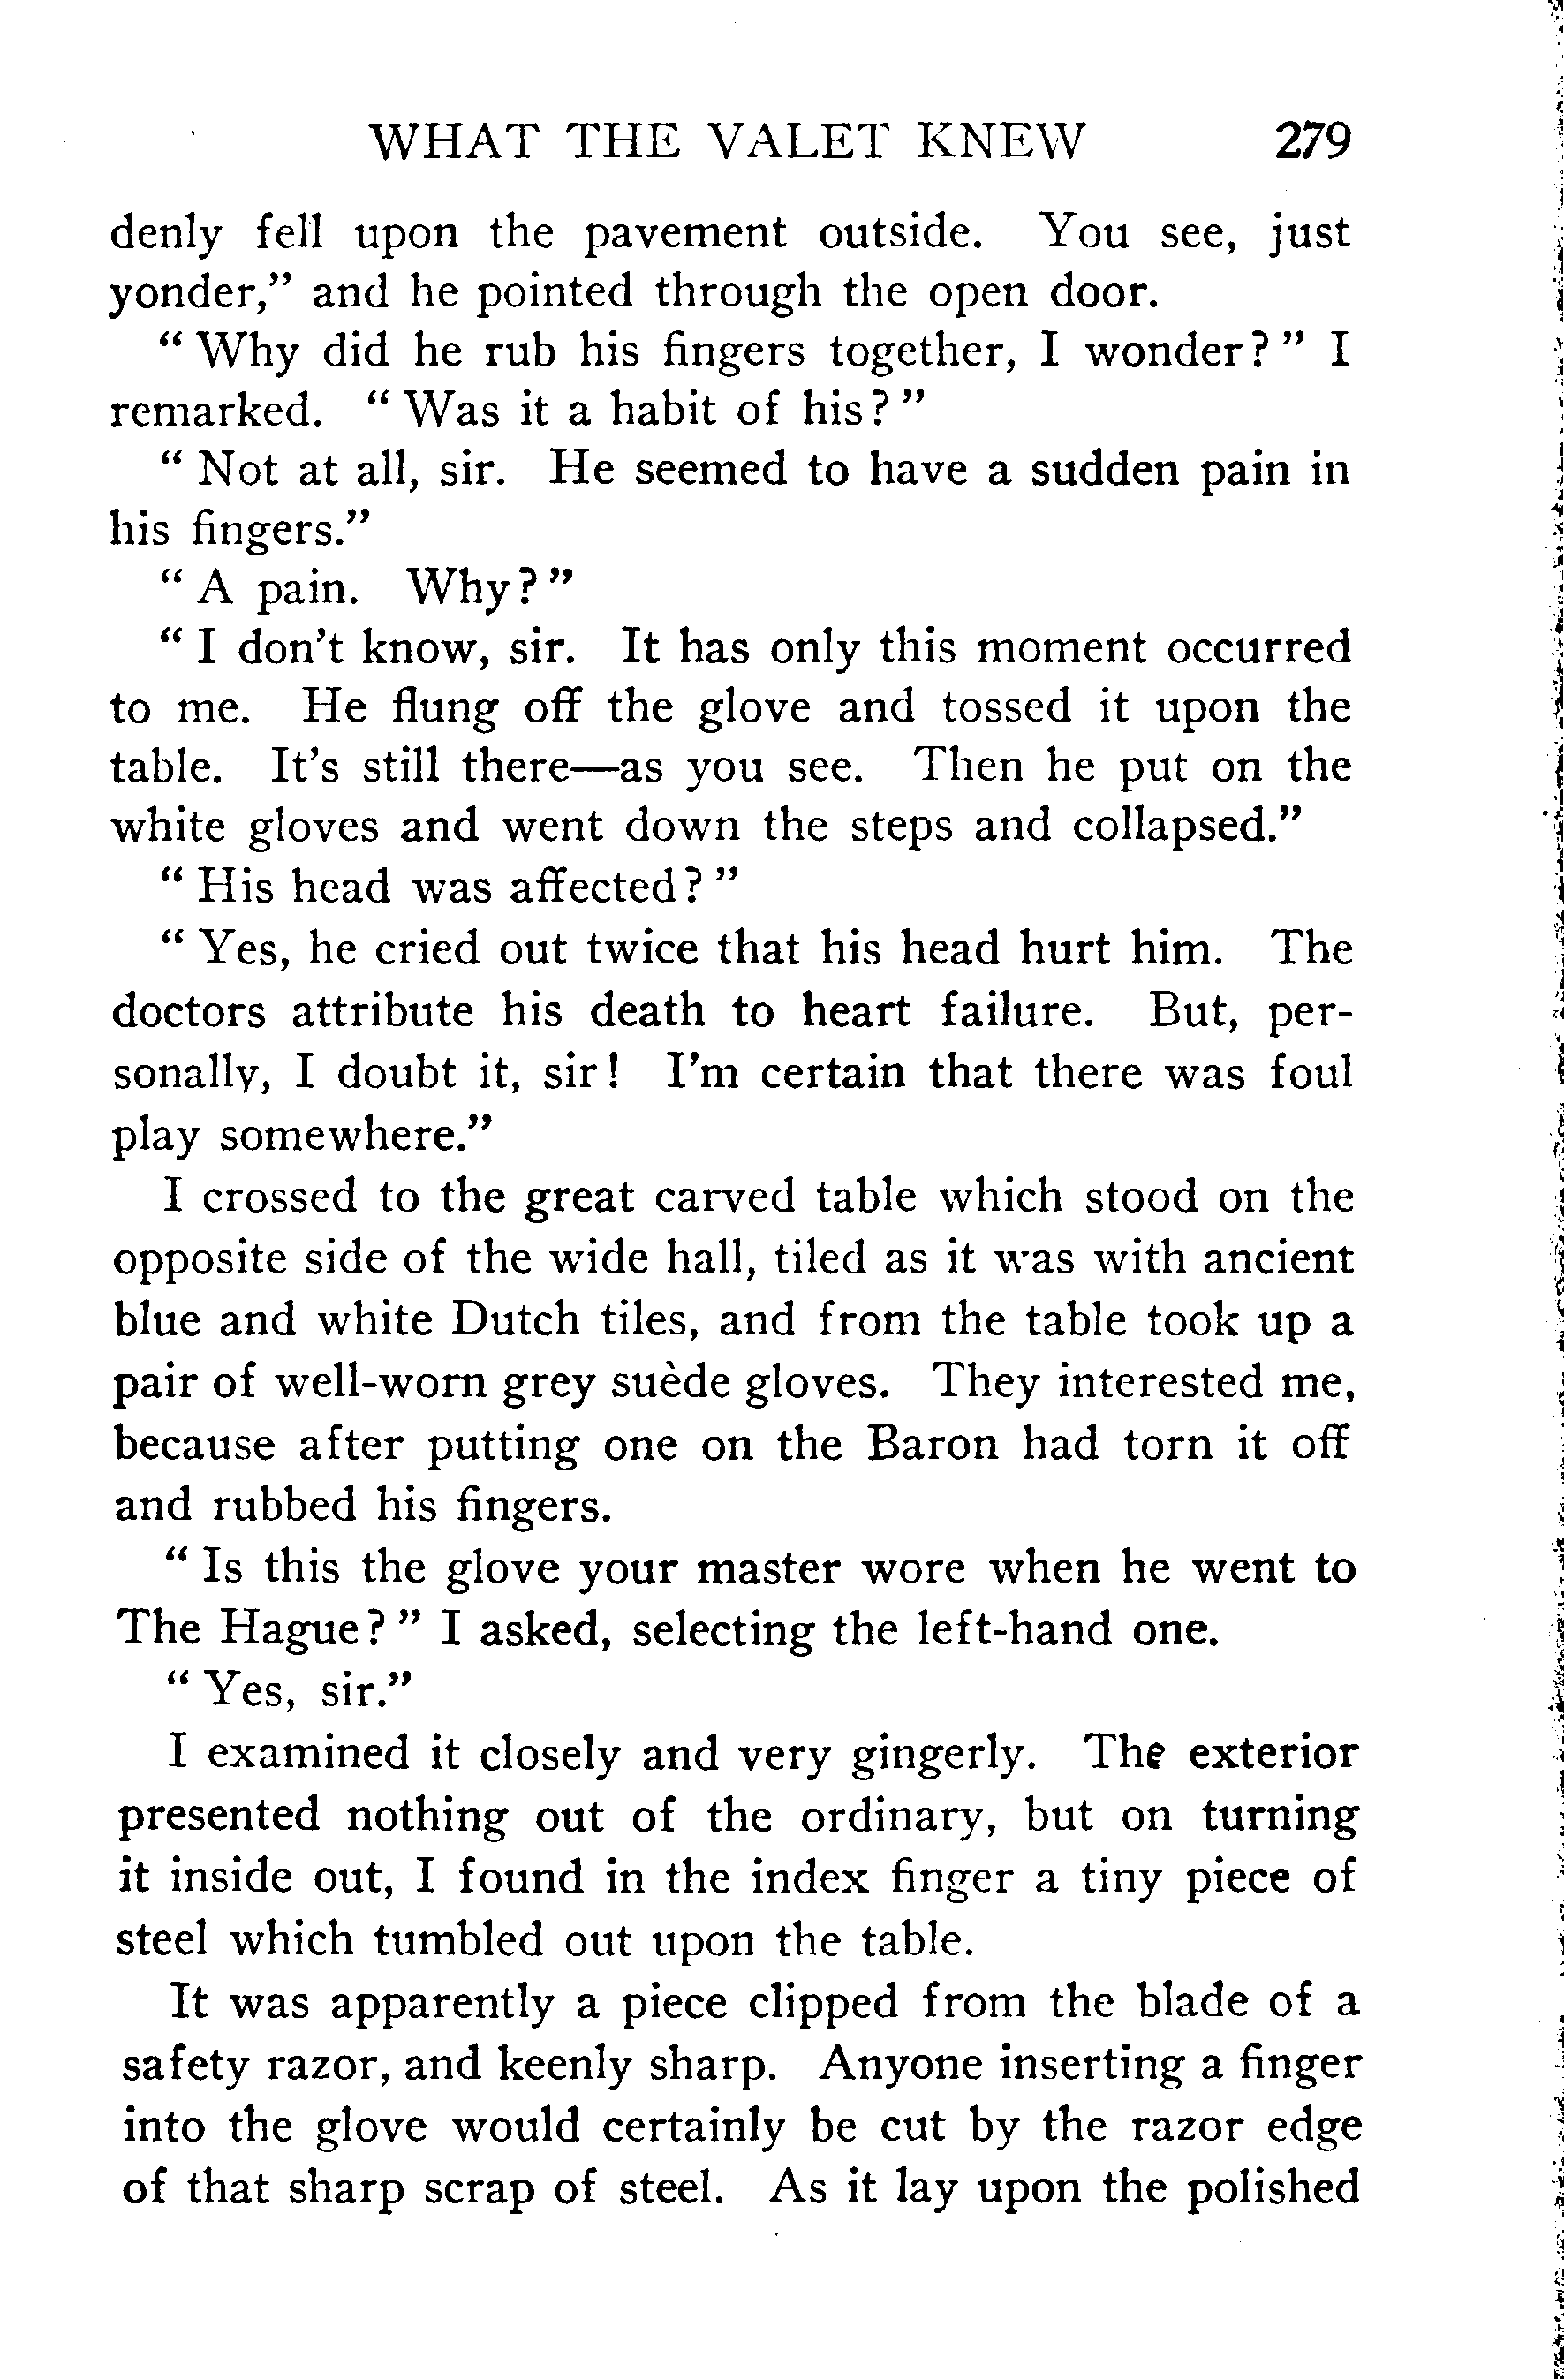 WHAT THE VALET KNEW 279
denly fell upon the pavement outside. You see, just
yonder,” and he pointed through the open door.
“ Why did he rub his fingers together, I wonder? ” I
remarked. “ Was it a habit of his? ”
“ Not at all, sir. He seemed to have a sudden pain in
his fingers.”
“ A pain. Why? ”
“ I don’t know, sir. It has only this moment occurred
to me. He flung off the glove and tossed it upon the
table. It’s still there—as you see. Then he put on the
white gloves and went down the steps and collapsed.”
“ His head was affected? ”
“ Yes, he cried out twice that his head hurt him. The
doctors attribute his death to heart failure. But, per-
sonally, I doubt it, sir! I’m certain that there was foul
play somewhere.”
I crossed to the great carved table which stood on the
opposite side of the wide hall, tiled as it was with ancient
blue and white Dutch tiles, and from the table took up a
pair of well-worn grey suède gloves. They interested me,
because after putting one on the Baron had torn it off
and rubbed his fingers.
“ Is this the glove your master wore when he went to
The Hague? ” I asked, selecting the left-hand one.
“ Yes, sir.”
I examined it closely and very gingerly. The exterior
presented nothing out of the ordinary, but on turning
it inside out, I found in the index finger a tiny piece of
steel which tumbled out upon the table.
It was apparently a piece clipped from the blade of a
safety razor, and keenly sharp. Anyone inserting a finger
into the glove would certainly be cut by the razor edge
of that sharp scrap of steel. As it lay upon the polished